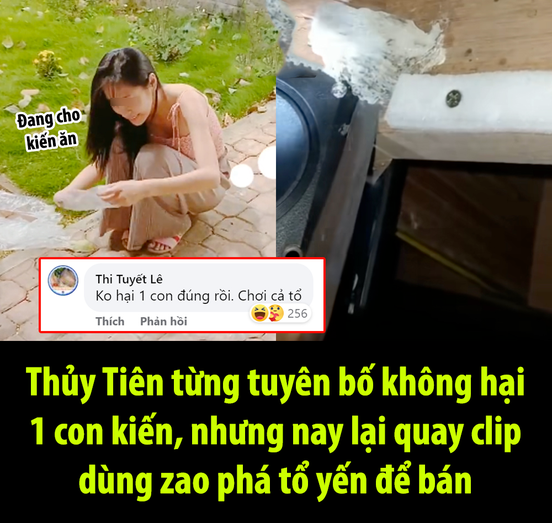 Đang cho
kiến ăn
Thi Tuyết Lê
Ko hại 1 con đúng rồi. Chơi cả tổ
256
Thích Phản hồi
Thủy Tiên từng tuyên bố không hại
1 con kiến, nhưng nay lại quay clip
dùng zao phá tổ yến để bán